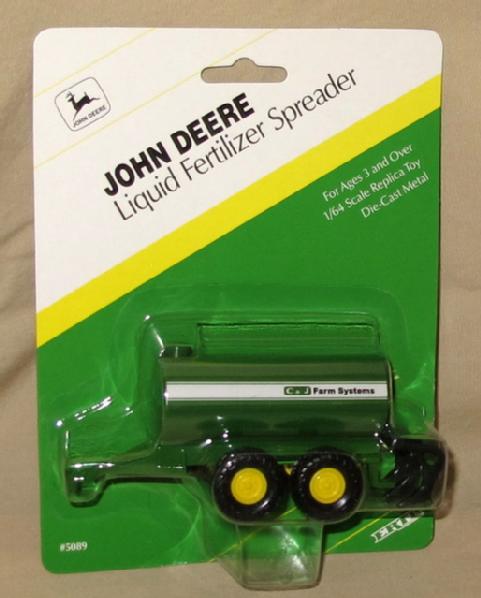 JOHN DEERE
JOHN DEERE
Liquid Fertilizer Spreader
For Ages 3 and Over
1/64 Scale Replica Toy
Die-Cast Metal
C & J Farm Systems
#5089
ERTL